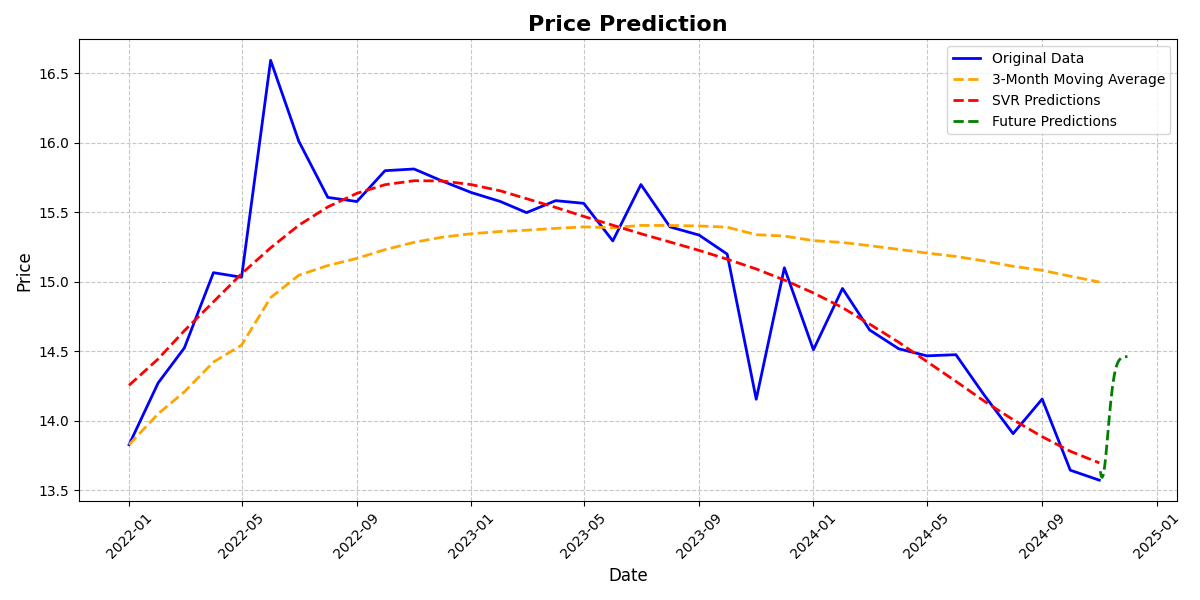 Price Prediction
Original Data
3-Month Moving Average
SVR Predictions
Future Predictions
Price
16.5
16.0
15.5
15.0
14.5
14.0
13.5
2022-01
2022-05
2022-09
2023-01
2023-05
2023-09
2024-01
2024-05
2024-09
2025-01
Date